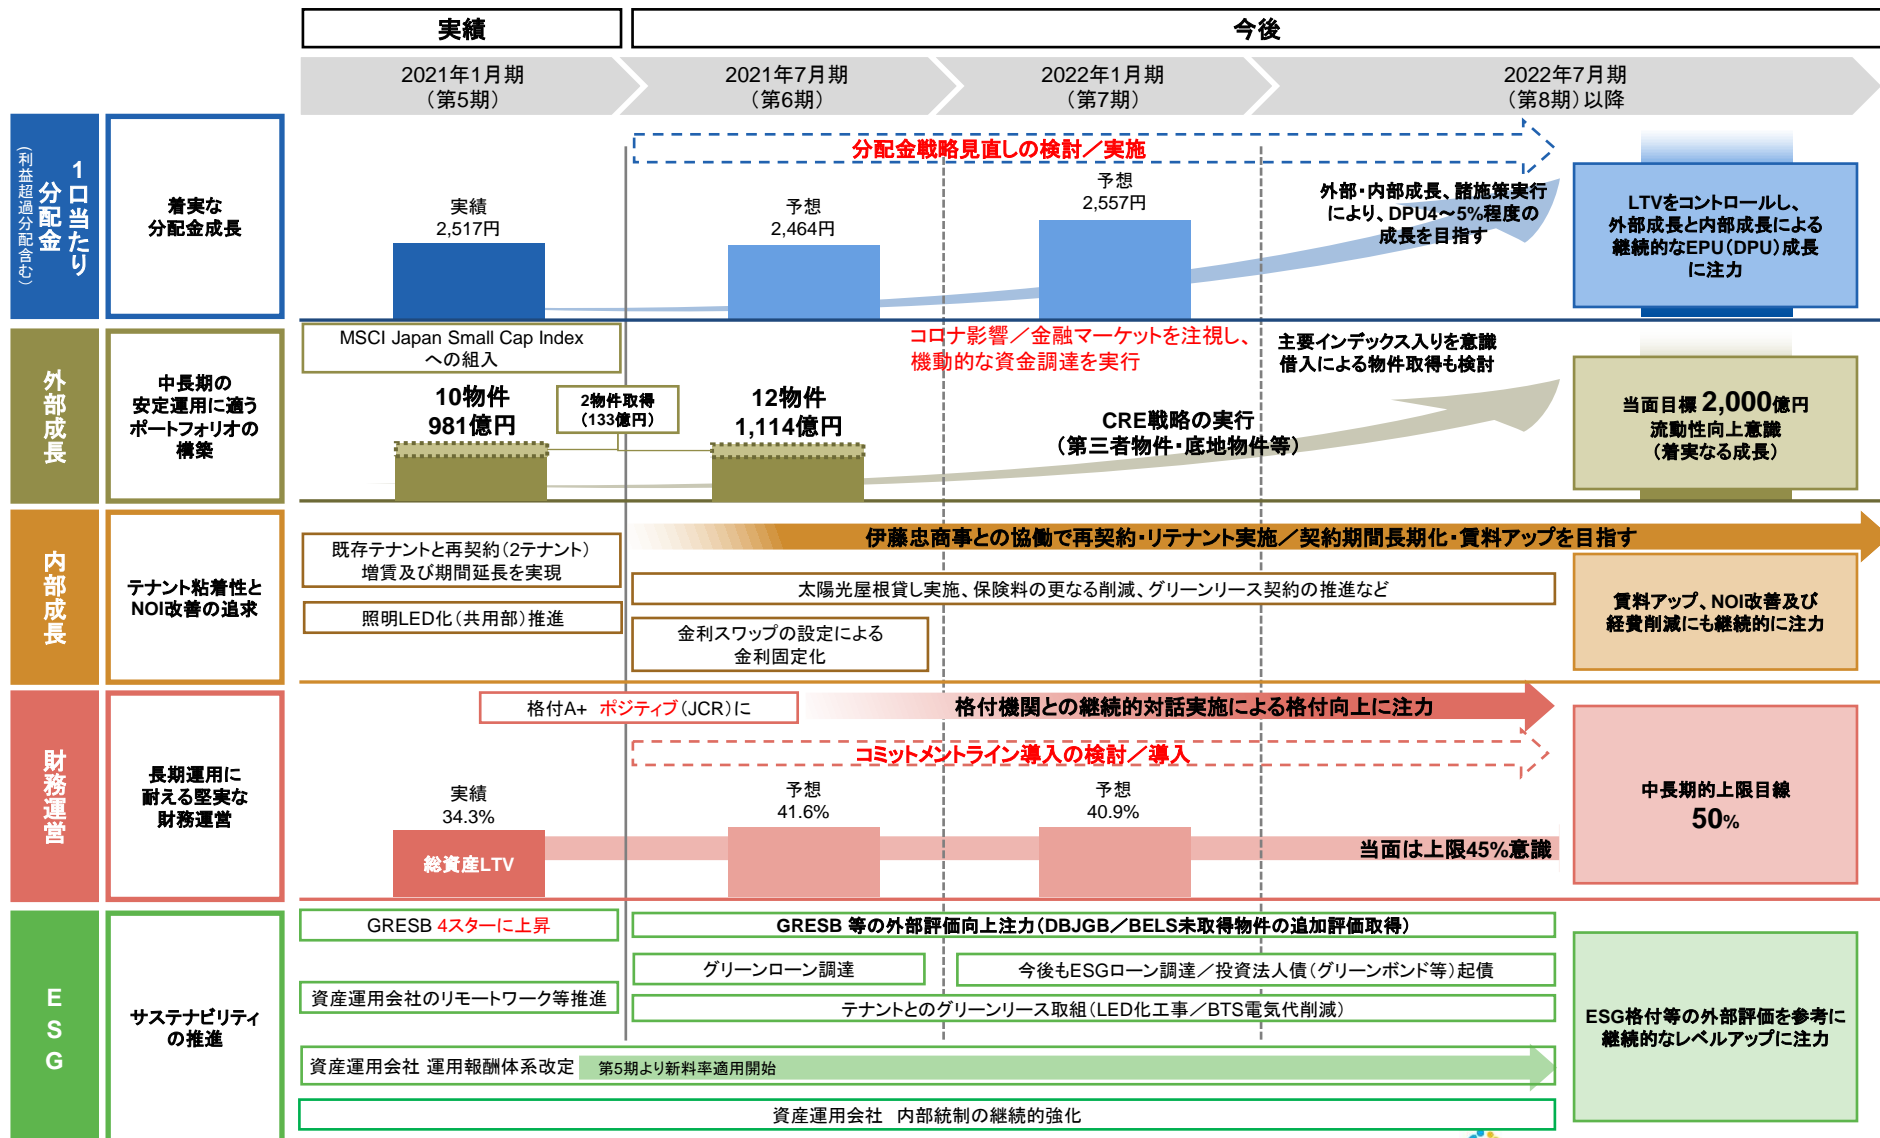 実績
今後
2021年1月期
(第5期)
2021年7月期
(第6期)
2022年1月期
(第7期)
2022年7月期
(第8期)以降
1口当たり
分配金
(利益超過分配含む)
着実な
分配金成長
分配金戦略見直しの検討/実施
実績
2,517円
予想
2,464円
予想
2,557円
外部・内部成長、諸施策実行
により、DPU4~5%程度の
成長を目指す
LTVをコントロールし、
外部成長と内部成長による
継続的なEPU(DPU)成長
に注力
外部成長
中長期の
安定運用に適う
ポートフォリオの
構築
MSCI Japan Small Cap Index
への組入
10物件
981億円
2物件取得
(133億円)
12物件
1,114億円
コロナ影響/金融マーケットを注視し、
機動的な資金調達を実行
CRE戦略の実行
(第三者物件・底地物件等)
主要インデックス入りを意識
借入による物件取得も検討
当面目標 2,000億円
流動性向上意識
(着実なる成長)
内部成長
テナント粘着性と
NOI改善の追求
伊藤忠商事との協働で再契約・リテナント実施/契約期間長期化・賃料アップを目指す
既存テナントと再契約(2テナント)
増賃及び期間延長を実現
太陽光屋根貸し実施、保険料の更なる削減、グリーンリース契約の推進など
照明LED化(共用部)推進
金利スワップの設定による
金利固定化
賃料アップ、NOI改善及び
経費削減にも継続的に注力
財務運営
長期運用に
耐える堅実な
財務運営
格付A+ ポジティブ(JCR)に
格付機関との継続的対話実施による格付向上に注力
コミットメントライン導入の検討/導入
実績
34.3%
予想
41.6%
予想
40.9%
総資産LTV
当面は上限45%意識
中長期的上限目線
50%
ESG
サステナビリティ
の推進
GRESB 4スターに上昇
GRESB 等の外部評価向上注力(DBJGB/BELS未取得物件の追加評価取得)
グリーンローン調達
今後もESGローン調達/投資法人債(グリーンボンド等)起債
資産運用会社のリモートワーク等推進
テナントとのグリーンリース取組(LED化工事/BTS電気代削減)
資産運用会社 運用報酬体系改定
第5期より新料率適用開始
資産運用会社 内部統制の継続的強化
ESG格付等の外部評価を参考に
継続的なレベルアップに注力